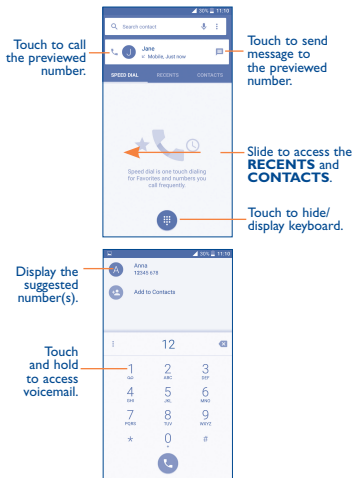 30% 11:10
Search contact
Touch to call
the previewed
number.
J
Jane
Mobile, Just now
Touch to send
message to
the previewed
number.
SPEED DIAL RECENTS CONTACTS
Speed dial is one touch dialing
for Favorites and numbers you
call frequently
Slide to access the
RECENTS and
CONTACTS.
Touch to hide/
display keyboard.
30% 11:10
Display the
suggested
number(s).
A
Anna
12345 678
Add to Contacts
12
Touch
and hold
to access
voicemail.
1 2 3
ABC DEF
4 5 6
GHI JKL MNO
7 8 9
PQRS TUV WXYZ
* 0 #
+